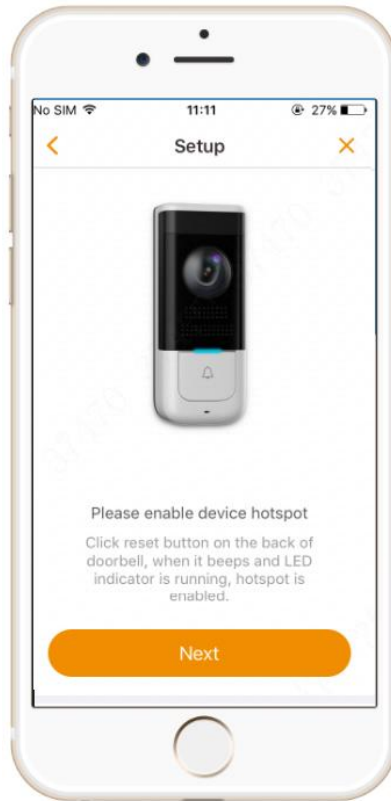 No SIM 11:11 27%
Setup
Please enable device hotspot
Click reset button on the back of
doorbell, when it beeps and LED
indicator is running, hotspot is
enabled.
Next